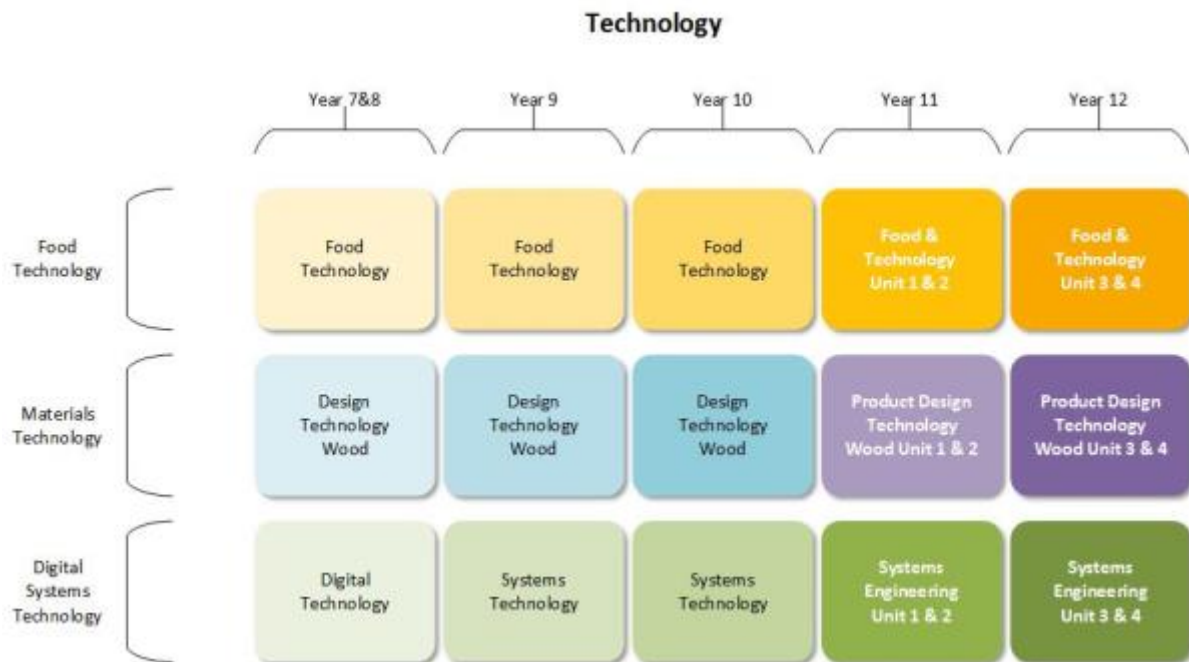 Technology
Year 7&8
Year 9
Year 10
Year 11
Year 12
Food
Technology
Food
Technology
Food
Technology
Food
Technology
Food &
Technology
Unit 1 & 2
Food &
Technology
Unit 3 & 4
Materials
Technology
Design
Technology
Wood
Design
Technology
Wood
Design
Technology
Wood
Product Design
Technology
Wood Unit 1 & 2
Product Design
Technology
Wood Unit 3 & 4
Digital
Systems
Technology
Digital
Technology
Systems
Technology
Systems
Technology
Systems
Engineering
Unit 1 & 2
Systems
Engineering
Unit 3 & 4